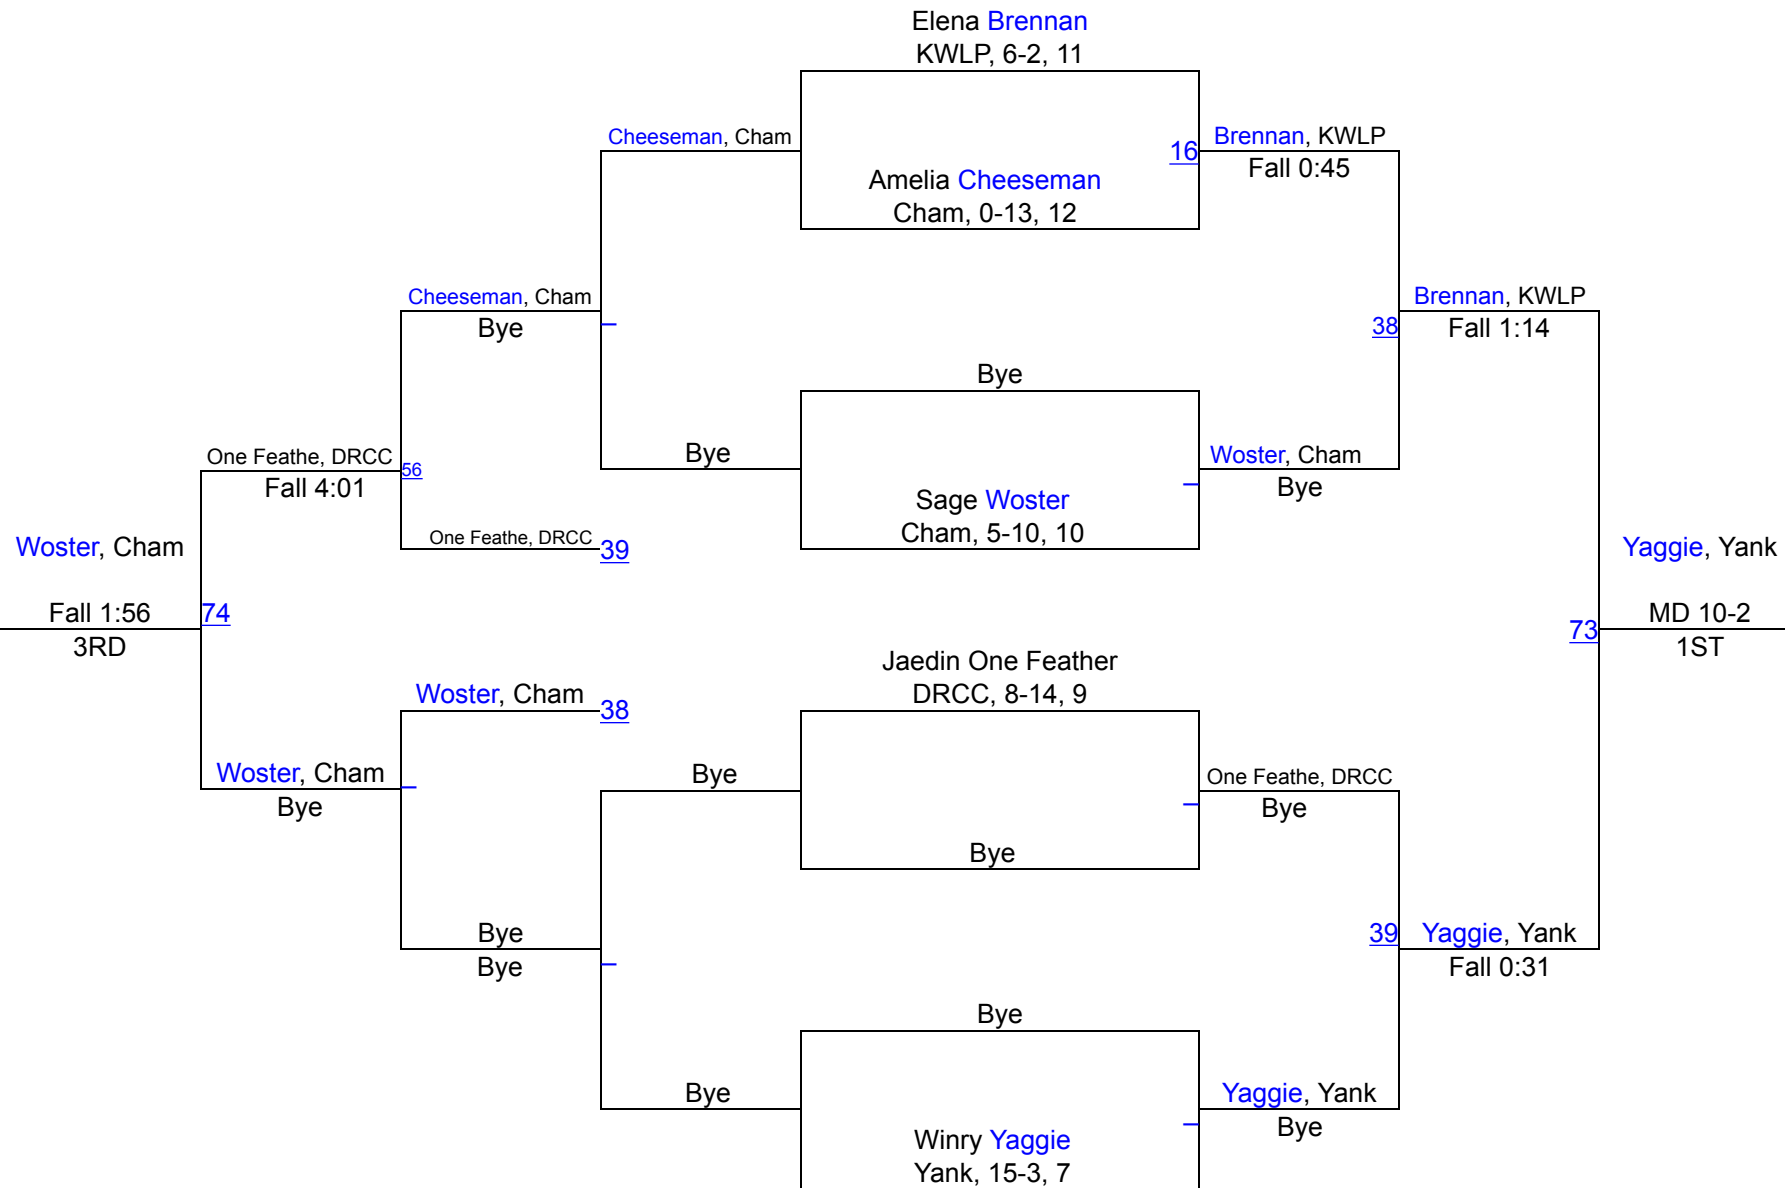 Elena Brennan
KWLP, 6-2, 11
Cheeseman, Cham
16
Brennan, KWLP
Fall 0:45
Amelia Cheeseman
Cham, 0-13, 12
Cheeseman, Cham
Bye
38
Brennan, KWLP
Fall 1:14
Bye
One Feathe, DRCC
56
Fall 4:01
Bye
Woster, Cham
Bye
Sage Woster
Cham, 5-10, 10
Woster, Cham
One Feathe, DRCC
39
Yaggie, Yank
Fall 1:56
74
3RD
73
MD 10-2
1ST
Jaedin One Feather
DRCC, 8-14, 9
Woster, Cham
38
Woster, Cham
Bye
Bye
One Feathe, DRCC
Bye
Bye
Bye
Bye
39
Yaggie, Yank
Fall 0:31
Bye
Bye
Yaggie, Yank
Bye
Winry Yaggie
Yank, 15-3, 7